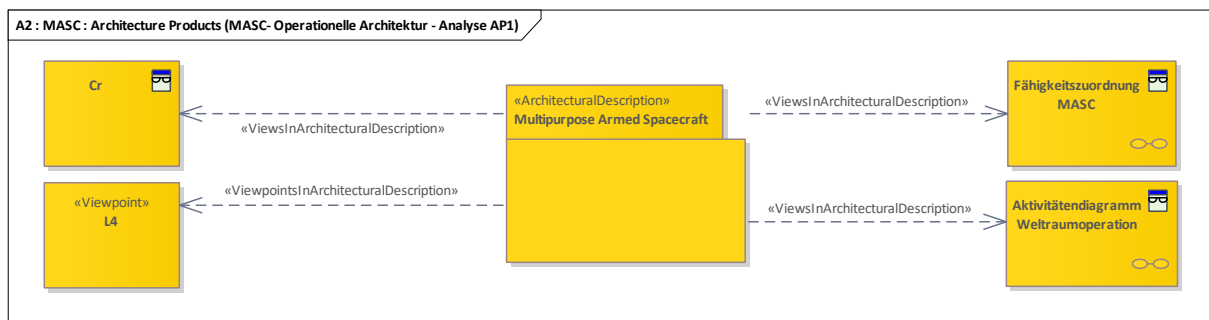 A2 : MASC : Architecture Products (MASC- Operationelle Architektur - Analyse AP1)
Cr
«ViewsInArchitecturalDescription»
«ArchitecturalDescription»
Multipurpose Armed Spacecraft
«ViewsInArchitecturalDescription»
Fähigkeitszuordnung
MASC
«Viewpoint»
L4
«ViewpointsInArchitecturalDescription»
«ViewsInArchitecturalDescription»
Aktivitätendiagramm
Weltraumoperation